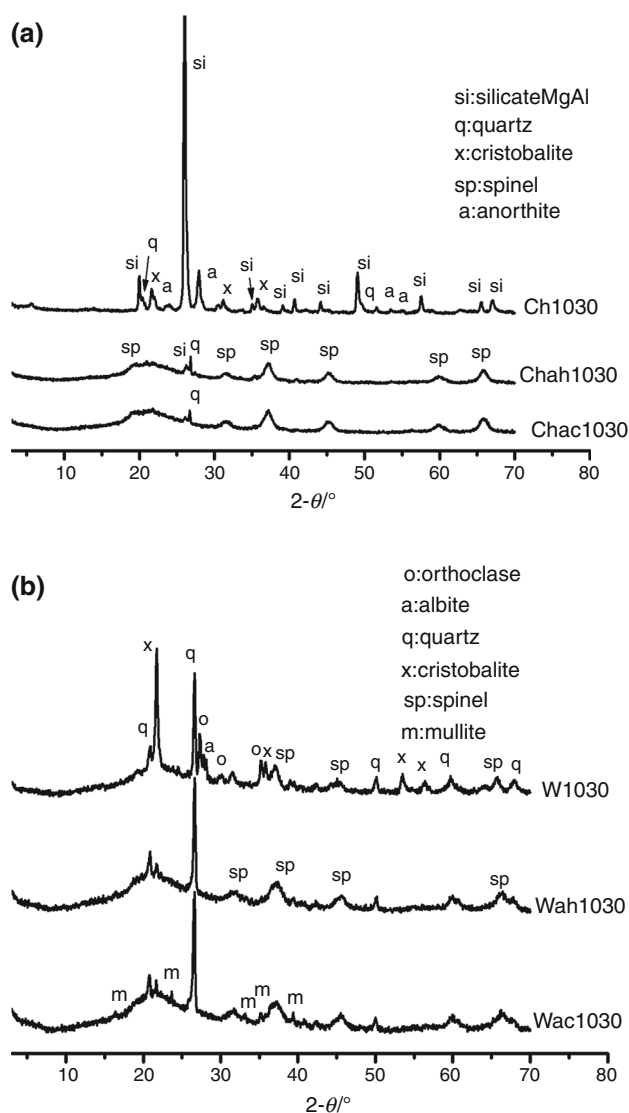 (a)
si
si:silicateMgAl
q:quartz
x:cristobalite
sp:spinel
a:anorthite
si q x a a x si x si si si si q a a si si si
Ch1030
sp si q sp sp sp sp sp
Chah1030
q
Chac1030
10 20 30 40 50 60 70 80
2-θ/°
(b)
o:orthoclase
a:albite
q:quartz
x:cristobalite
sp:spinel
m:mullite
q x q o a o o x sp sp q x x q sp q
W1030
sp sp sp sp
Wah1030
m m m m m
Wac1030
10 20 30 40 50 60 70 80
2-θ/°